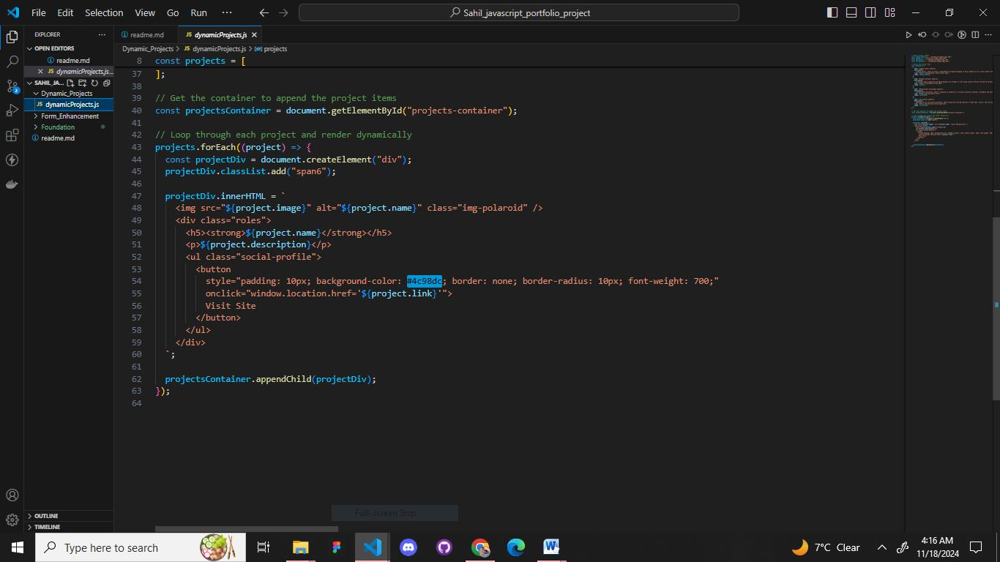 File Edit Selection View Go Run ··· Sahil_javascript_portfolio_project
EXPLORER ···
OPEN EDITORS
readme.md
dynamicProjects.js...
SAHIL_JA...
Dynamic_Projects
dynamicProjects.js
Form_Enhancement
Foundation
readme.md
OUTLINE
TIMELINE
2
readme.md JS dynamicProjects.js
Dynamic_Projects > JS dynamicProjects.js > projects
8 const projects = [
37 ];
38
39 // Get the container to append the project items
40 const projectsContainer = document.getElementById("projects-container");
41
42 // Loop through each project and render dynamically
43 projects.forEach((project) => {
44 const projectDiv = document.createElement("div");
45 projectDiv.classList.add("span6");
46
47 projectDiv.innerHTML = `
48 <img src="${project.image}" alt="${project.name}" class="img-polaroid" />
49 <div class="roles">
50 <h5><strong>${project.name}</strong></h5>
51 <p>${project.description}</p>
52 <ul class="social-profile">
53 <button
54 style="padding: 10px; background-color: #4c98dc; border: none; border-radius: 10px; font-weight: 700;"
55 onclick="window.location.href='${project.link}'">
56 Visit Site
57 </button>
58 </ul>
59 </div>
60 `;
61
62 projectsContainer.appendChild(projectDiv);
63 });
64
Full-screen Snip
Type here to search
7°C Clear
4:16 AM
11/18/2024